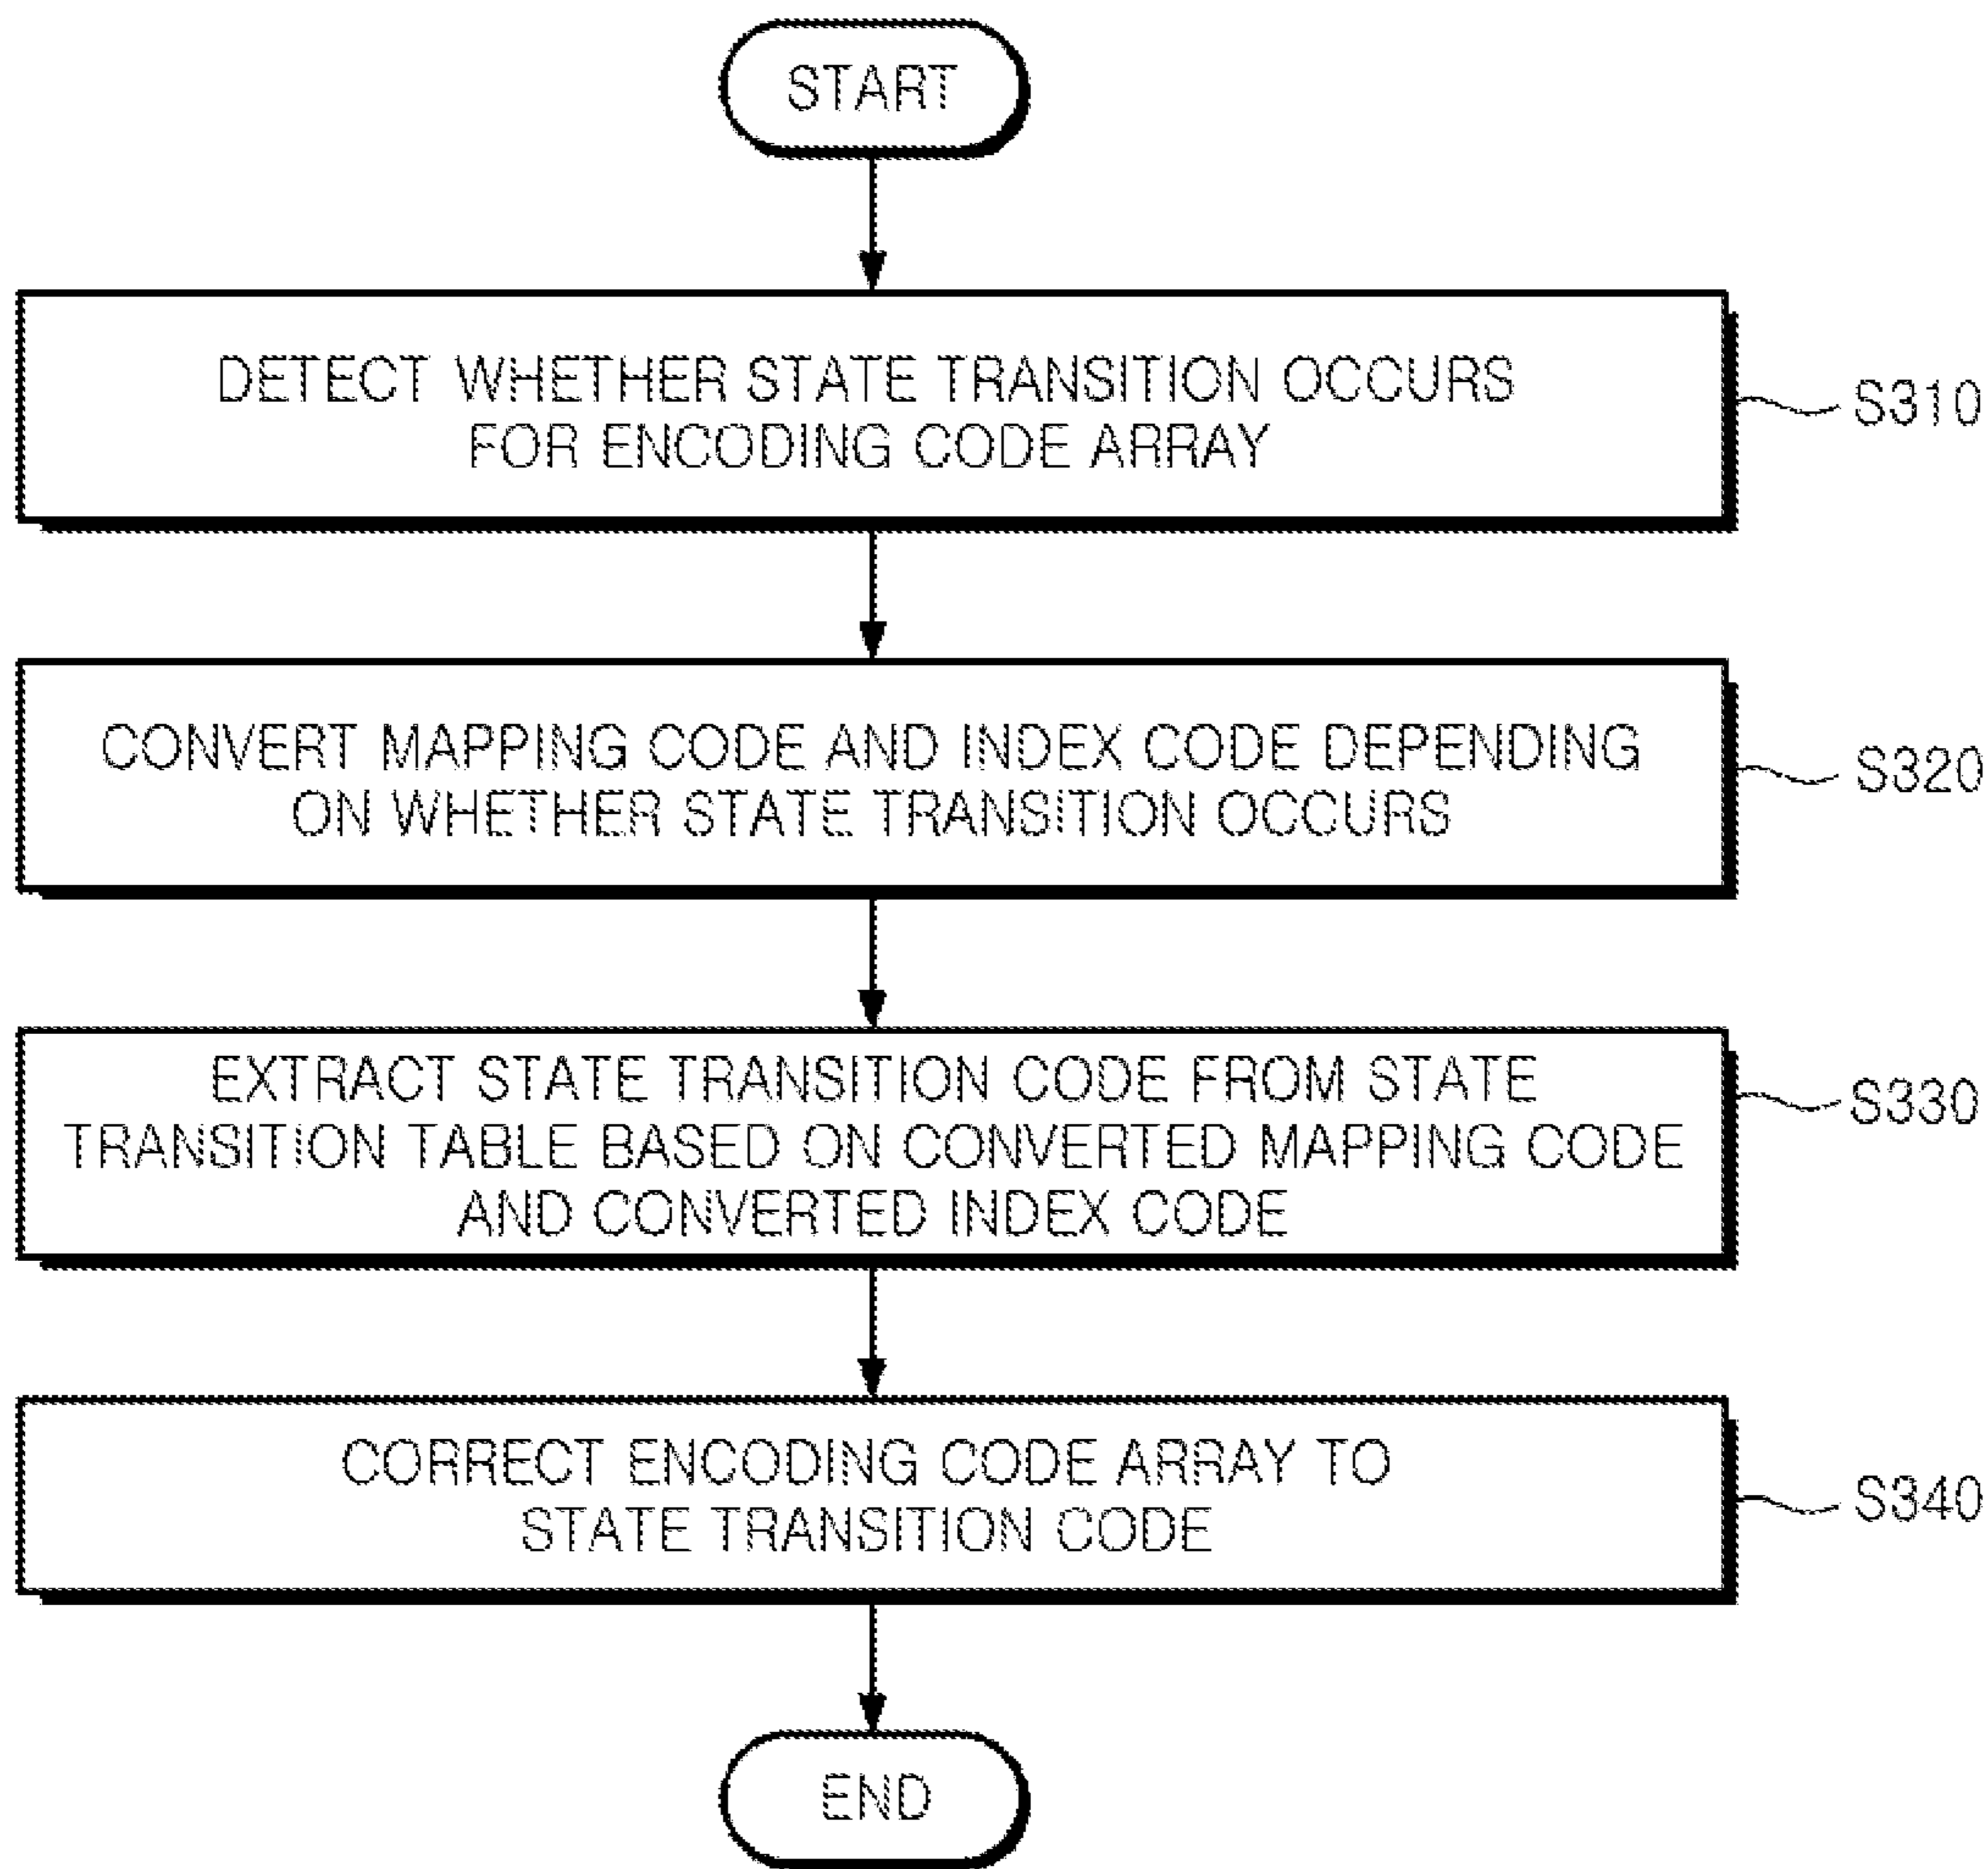 START
DETECT WHETHER STATE TRANSITION OCCURS
FOR ENCODING CODE ARRAY
S310
CONVERT MAPPING CODE AND INDEX CODE DEPENDING
ON WHETHER STATE TRANSITION OCCURS
S320
EXTRACT STATE TRANSITION CODE FROM STATE
TRANSITION TABLE BASED ON CONVERTED MAPPING CODE
AND CONVERTED INDEX CODE
S330
CORRECT ENCODING CODE ARRAY TO
STATE TRANSITION CODE
S340
END